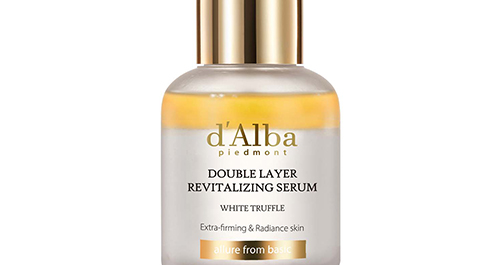 d'Alba
piedmont
DOUBLE LAYER
REVITALIZING SERUM
WHITE TRUFFLE
Extra-firming & Radiance skin
allure from basic